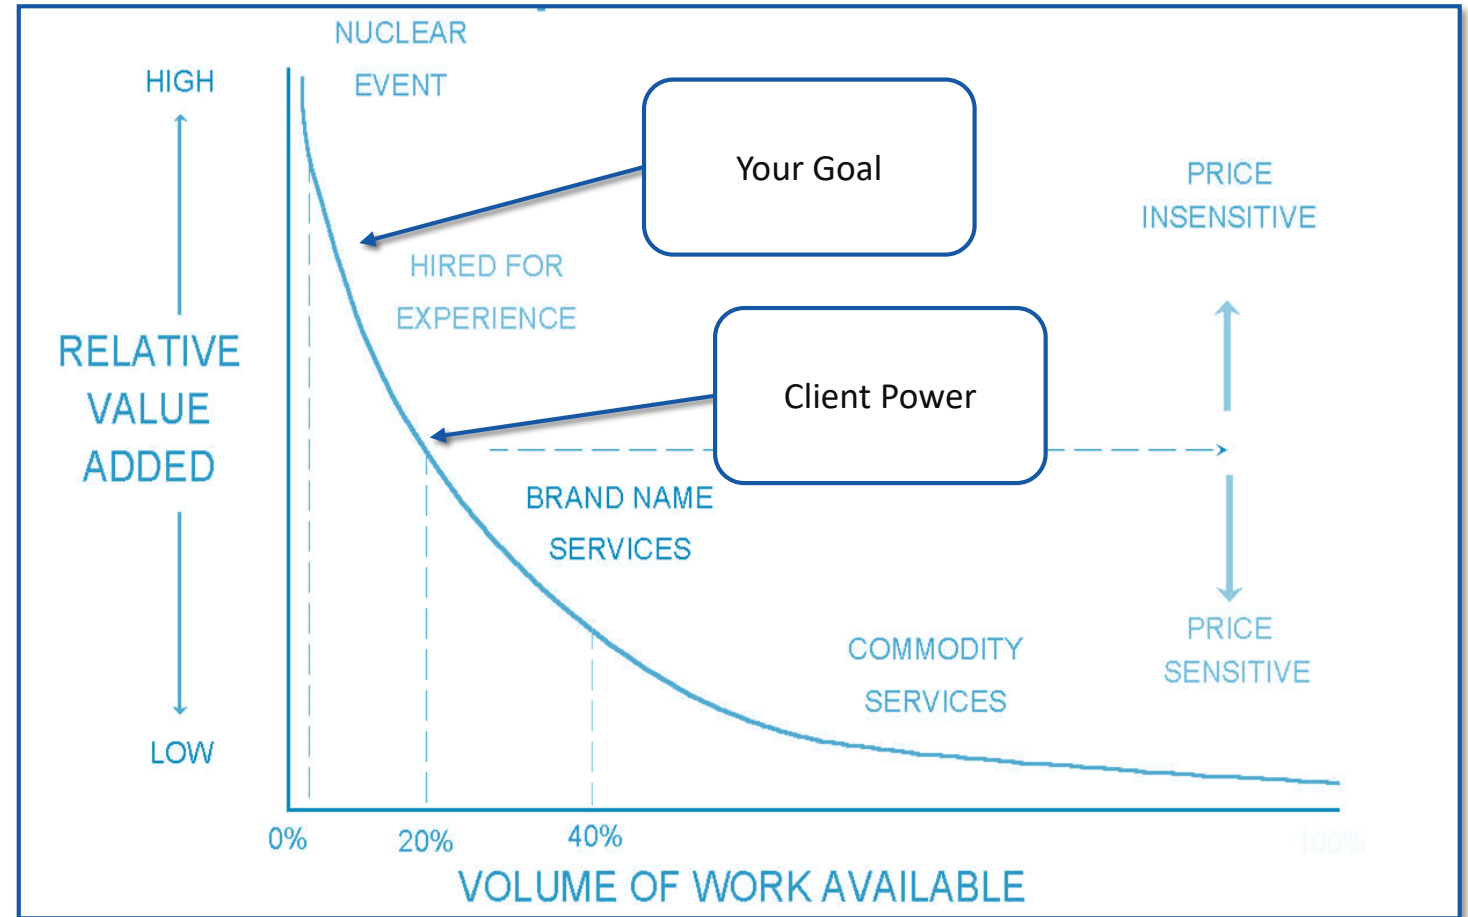 NUCLEAR
EVENT
HIGH
Your Goal
PRICE
INSENSITIVE
HIRED FOR
EXPERIENCE
RELATIVE
VALUE
ADDED
Client Power
BRAND NAME
SERVICES
COMMODITY
SERVICES
PRICE
SENSITIVE
LOW
0%
20%
40%
100%
VOLUME OF WORK AVAILABLE